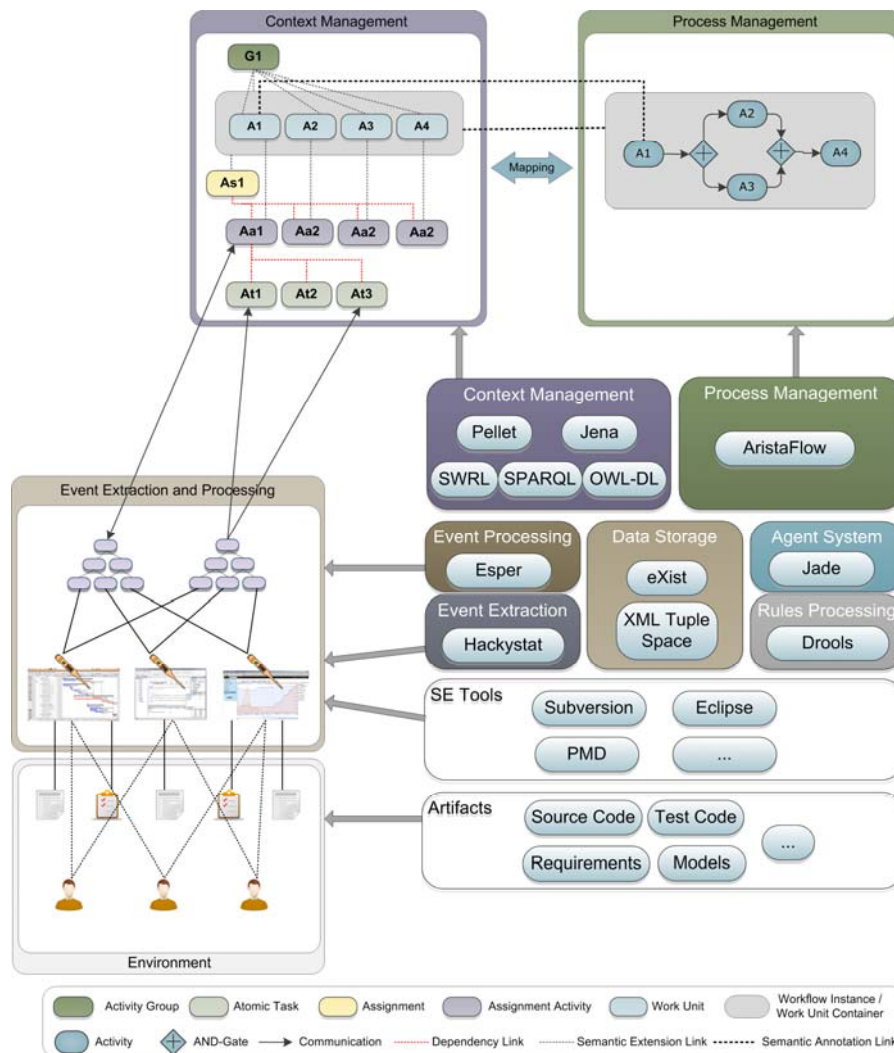 Context Management
Process Management
G1
A1
A2
A3
A4
As1
Aa1
Aa2
Aa2
Aa2
At1
At2
At3
Mapping
A1
A2
A3
A4
Context Management
Pellet
Jena
SWRL
SPARQL
OWL-DL
Process Management
AristaFlow
Event Extraction and Processing
Event Processing
Esper
Event Extraction
Hackystat
Data Storage
eXist
XML Tuple
Space
Agent System
Jade
Rules Processing
Drools
SE Tools
Subversion
Eclipse
PMD
...
Artifacts
Source Code
Test Code
Requirements
Models
...
Environment
Activity Group
Atomic Task
Assignment
Assignment Activity
Work Unit
Workflow Instance /
Work Unit Container
Activity
AND-Gate
Communication
Dependency Link
Semantic Extension Link
Semantic Annotation Link